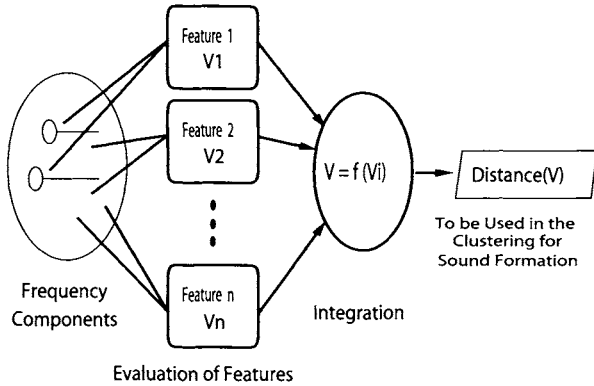 Feature 1
V1
Feature 2
V2
Feature n
Vn
V = f (Vi)
Distance(V)
To be Used in the
Clustering for
Sound Formation
Frequency
Components
Integration
Evaluation of Features